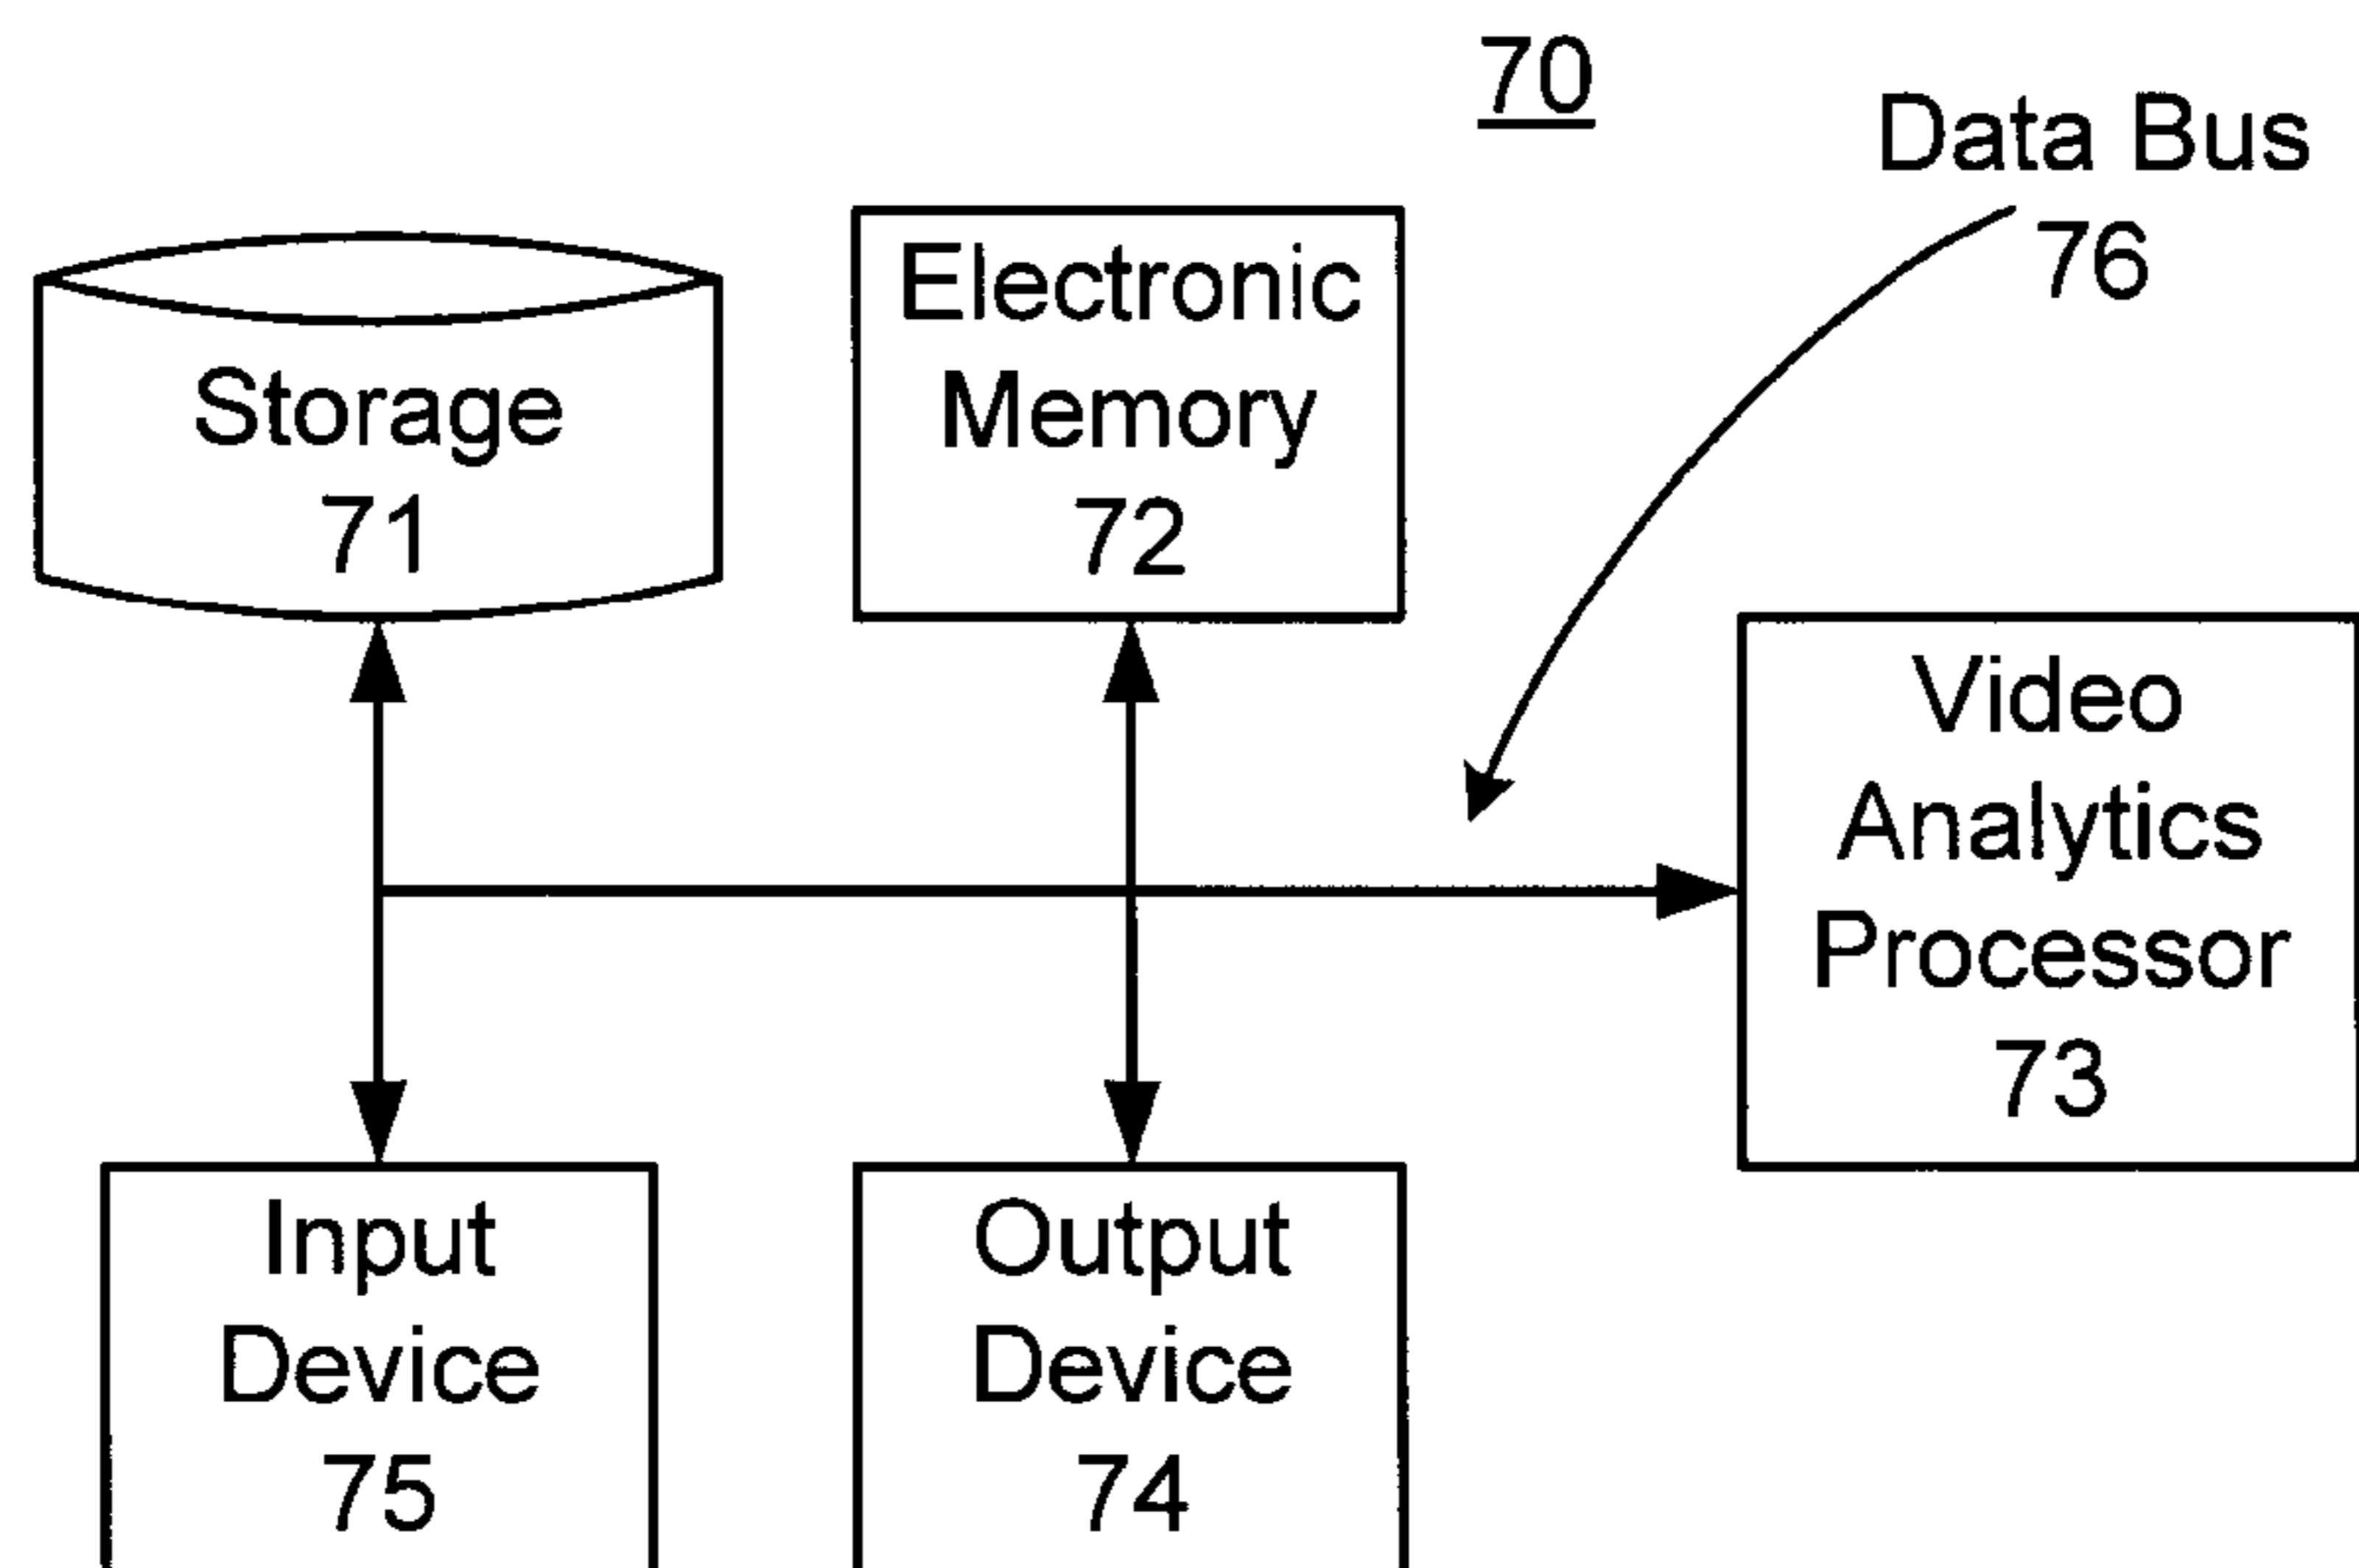 70
Data Bus
76
Storage
71
Electronic
Memory
72
Video
Analytics
Processor
73
Input
Device
75
Output
Device
74